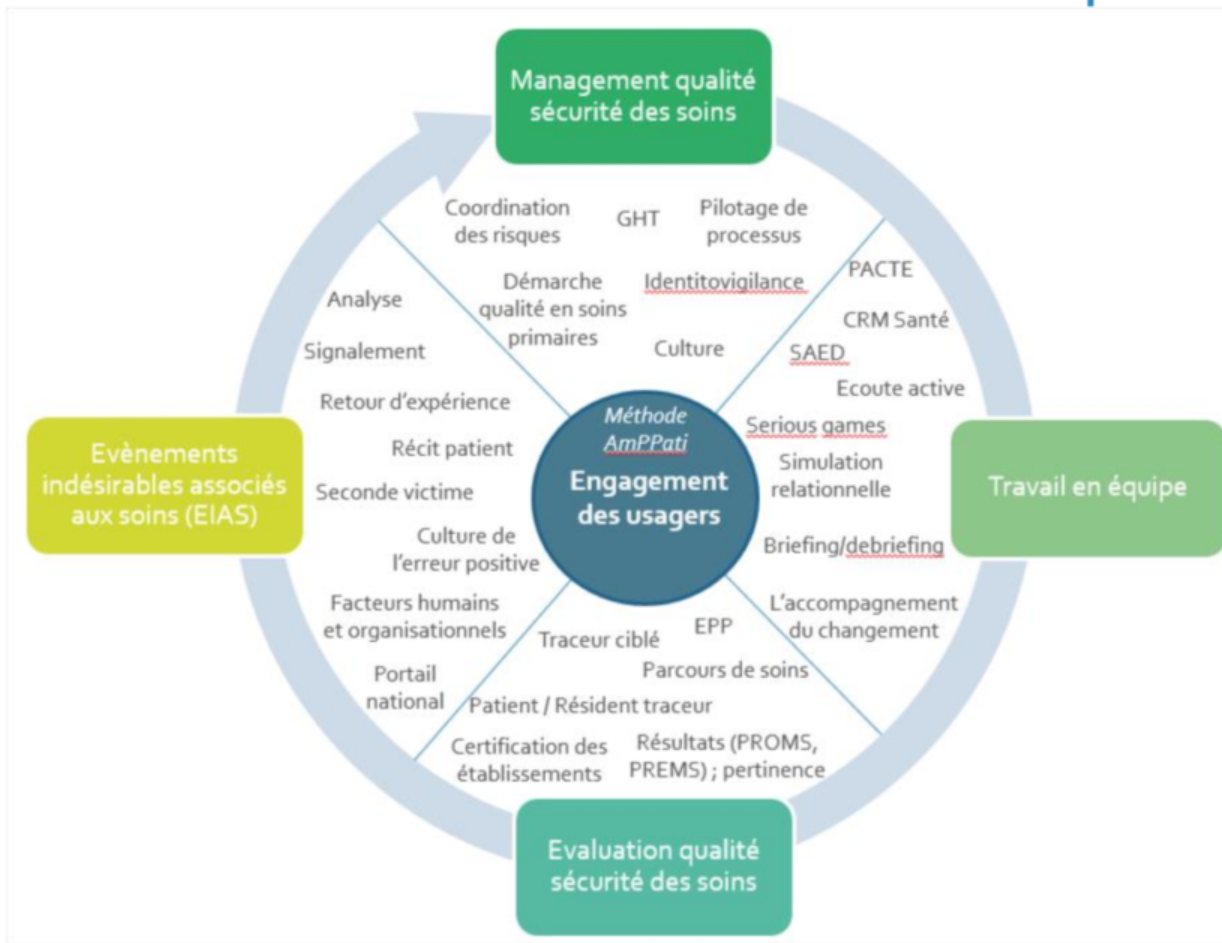 Management qualité
sécurité des soins
Coordination
des risques
GHT
Pilotage de
processus
Démarche
qualité en soins
primaires
Identitovigilance
Culture
PACTE
CRM Santé
SAED
Ecoute active
Serious games
Simulation
relationnelle
Briefing/debriefing
L'accompagnement
du changement
Travail en équipe
Analyse
Signalement
Retour d'expérience
Récit patient
Seconde victime
Culture de
l'erreur positive
Facteurs humains
et organisationnels
Portail
national
Evènements
indésirables associés
aux soins (EIAS)
Méthode
AmPPati
Engagement
des usagers
Traceur ciblé
EPP
Parcours de soins
Patient / Résident traceur
Certification des
établissements
Résultats (PROMS,
PREMS) ; pertinence
Evaluation qualité
sécurité des soins